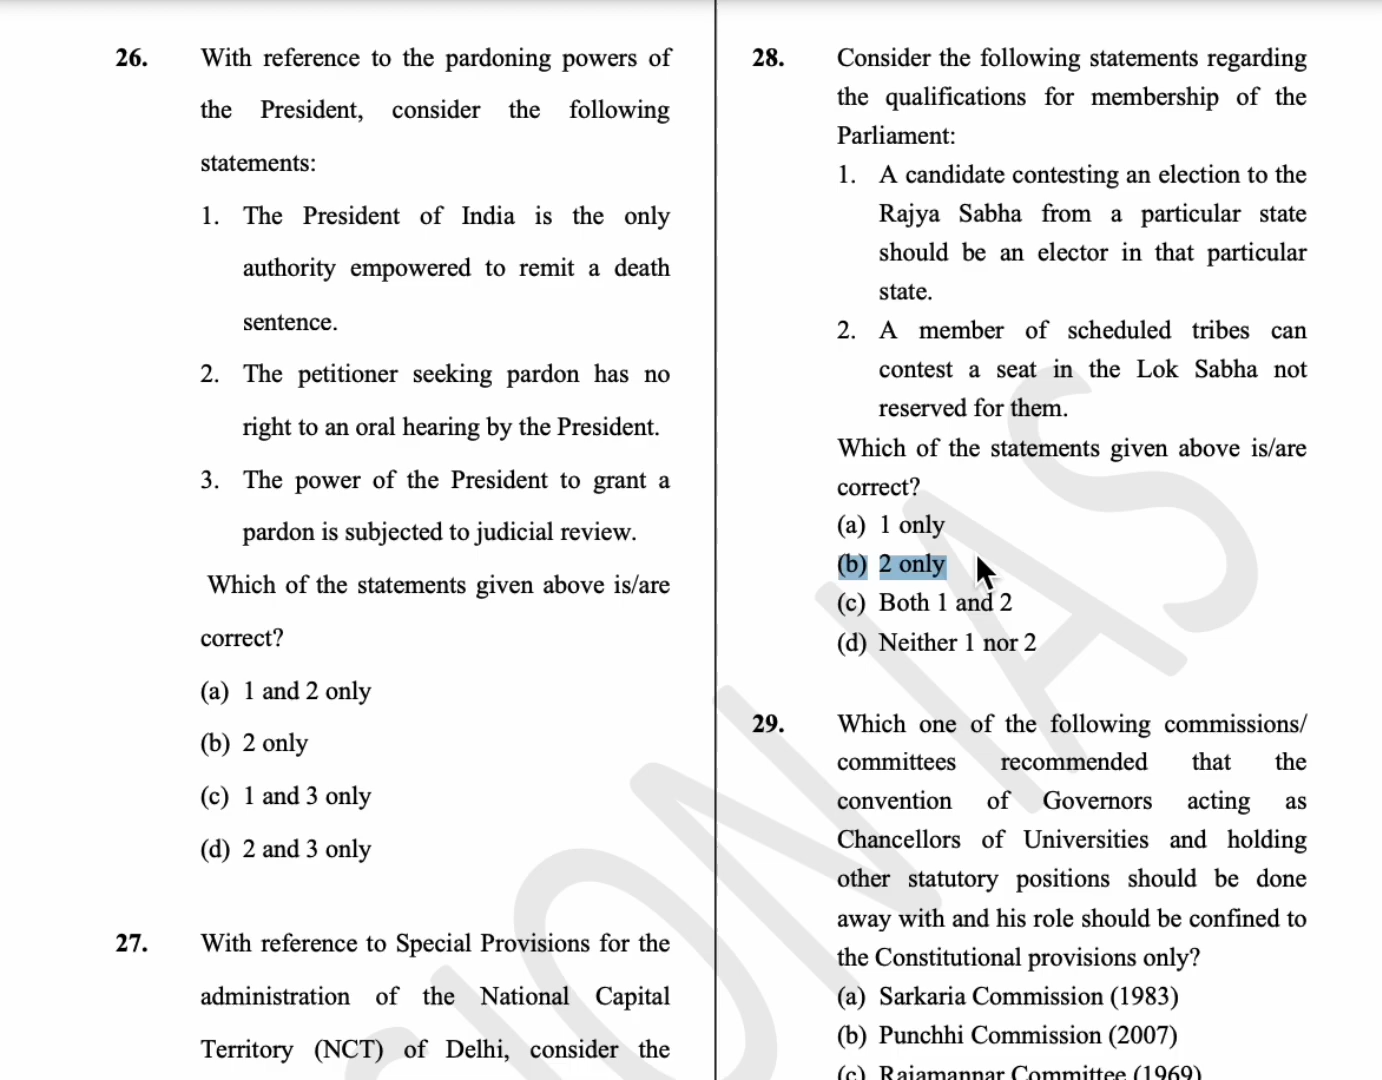 26. With reference to the pardoning powers of
the President, consider the following
statements:
1. The President of India is the only
authority empowered to remit a death
sentence.
2. The petitioner seeking pardon has no
right to an oral hearing by the President.
3. The power of the President to grant a
pardon is subjected to judicial review.
Which of the statements given above is/are
correct?
(a) 1 and 2 only
(b) 2 only
(c) 1 and 3 only
(d) 2 and 3 only
27. With reference to Special Provisions for the
administration of the National Capital
Territory (NCT) of Delhi, consider the
28. Consider the following statements regarding
the qualifications for membership of the
Parliament:
1. A candidate contesting an election to the
Rajya Sabha from a particular state
should be an elector in that particular
state.
2. A member of scheduled tribes can
contest a seat in the Lok Sabha not
reserved for them.
Which of the statements given above is/are
correct?
(a) 1 only
(b) 2 only
(c) Both 1 and 2
(d) Neither 1 nor 2
29. Which one of the following commissions/
committees recommended that the
convention of Governors acting as
Chancellors of Universities and holding
other statutory positions should be done
away with and his role should be confined to
the Constitutional provisions only?
(a) Sarkaria Commission (1983)
(b) Punchhi Commission (2007)
(c) Rajamannar Committee (1969)
ION IAS